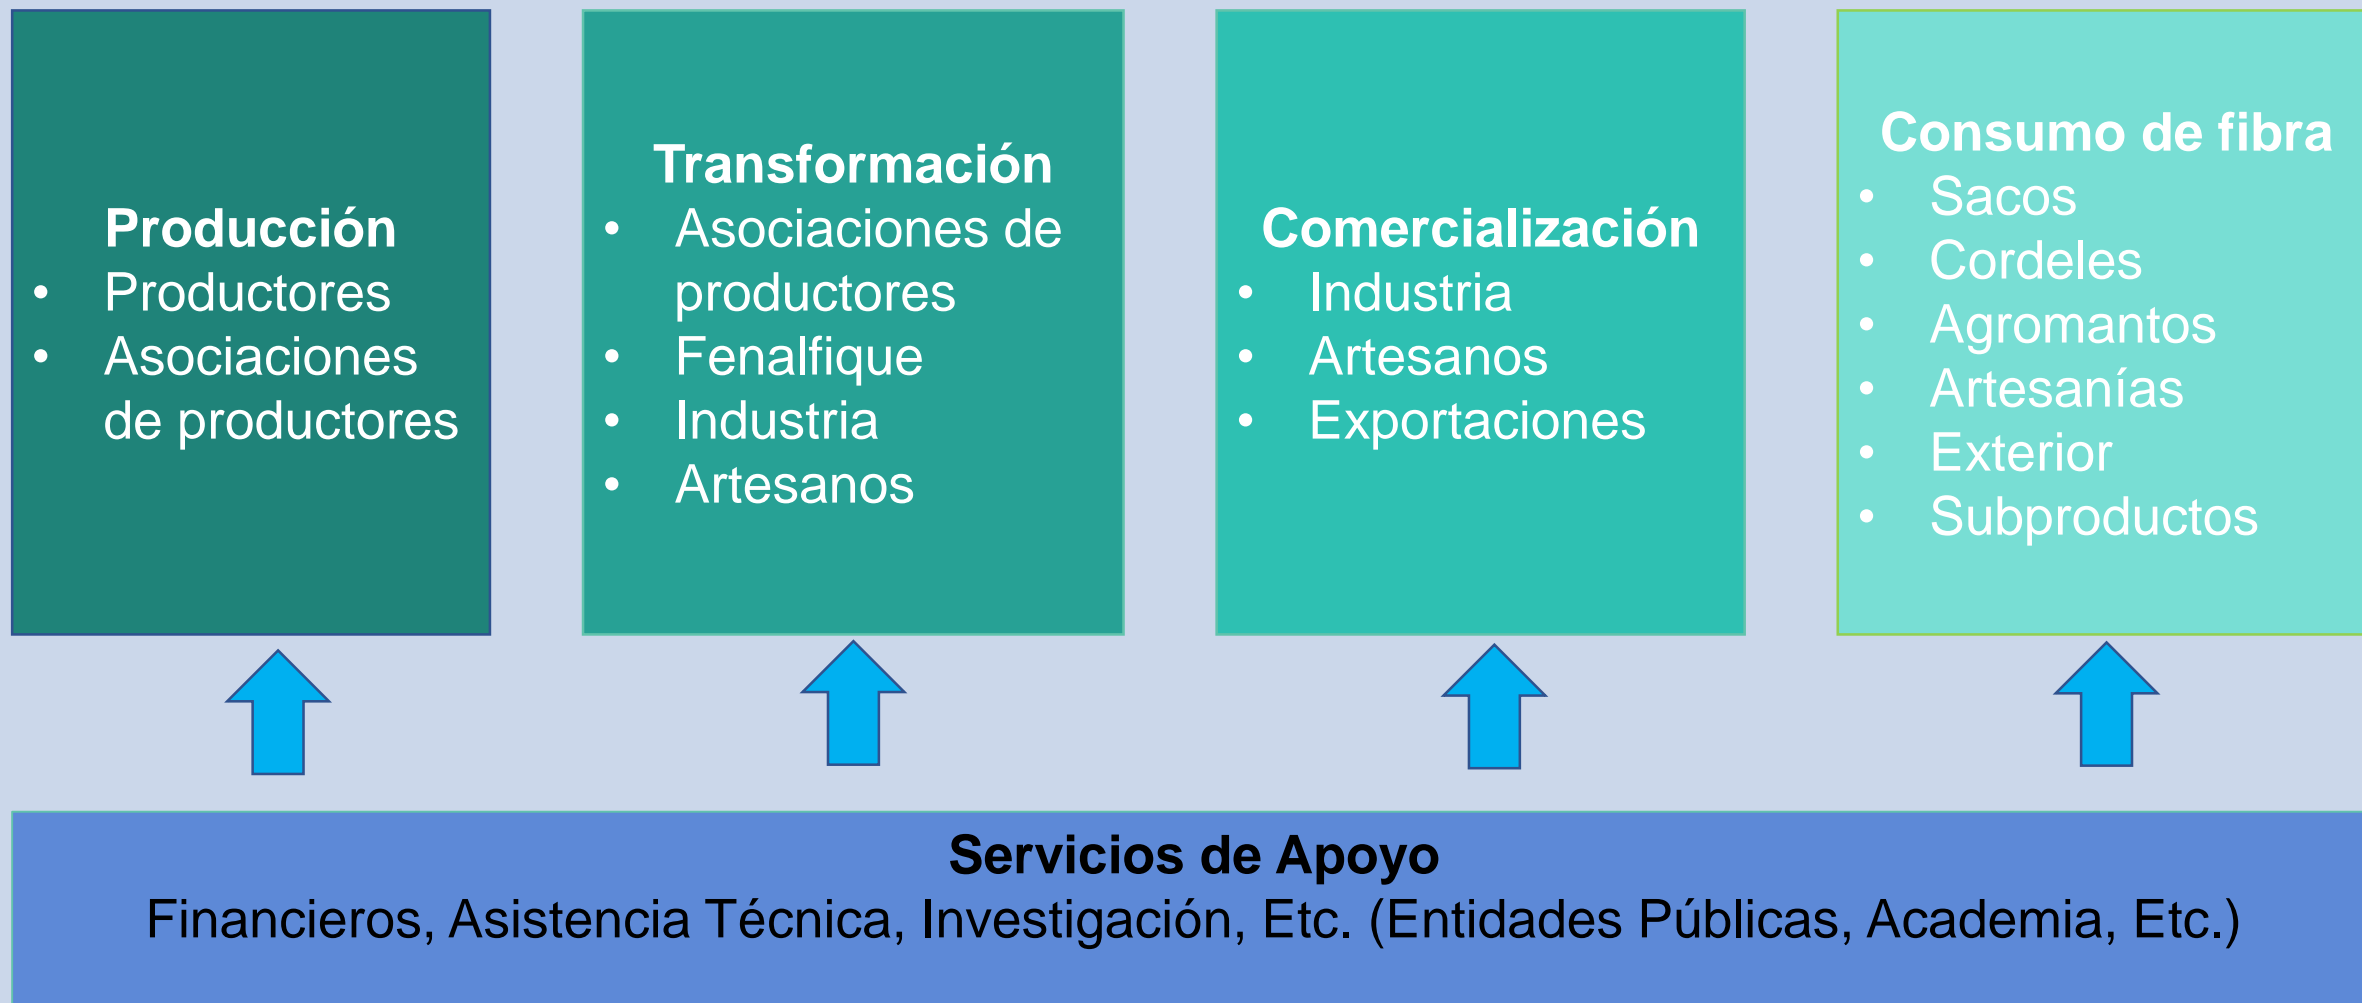 Producción
• Productores
• Asociaciones
de productores
Transformación
• Asociaciones de
productores
• Fenalfique
• Industria
• Artesanos
Comercialización
• Industria
• Artesanos
• Exportaciones
Consumo de fibra
• Sacos
• Cordeles
• Agromantos
• Artesanías
• Exterior
• Subproductos
Servicios de Apoyo
Financieros, Asistencia Técnica, Investigación, Etc. (Entidades Públicas, Academia, Etc.)